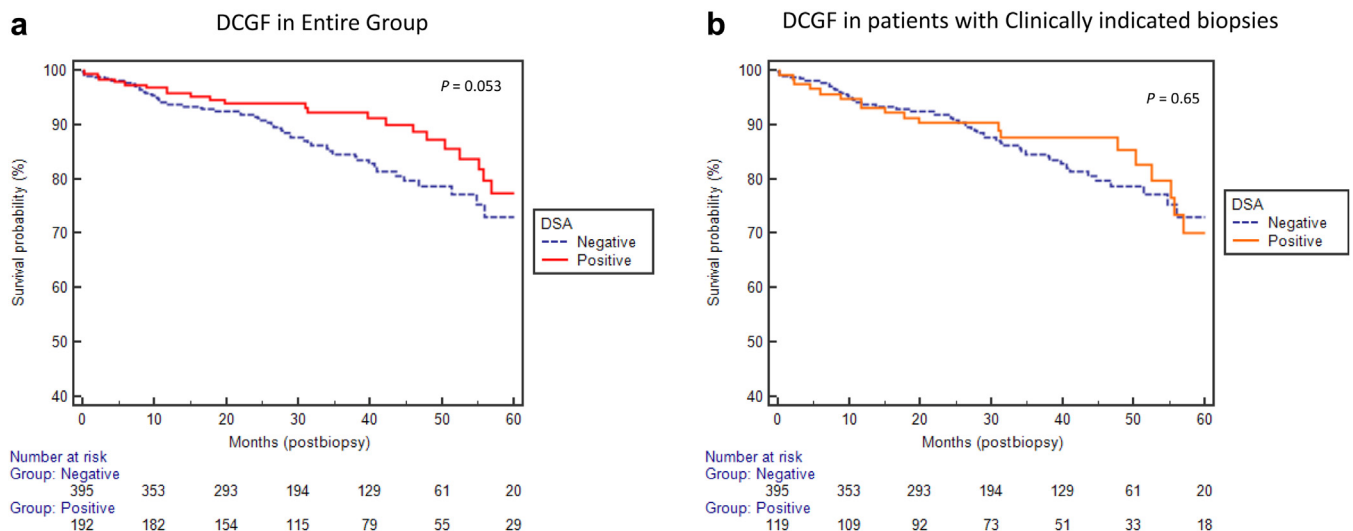 a
DCGF in Entire Group
100
90
80
70
60
50
40
Survival probability (%)
P = 0.053
DSA
Negative
Positive
0 10 20 30 40 50 60
Months (postbiopsy)
Number at risk
Group: Negative
395 353 293 194 129 61 20
Group: Positive
192 182 154 115 79 55 29
b
DCGF in patients with Clinically indicated biopsies
100
90
80
70
60
50
40
Survival probability (%)
P = 0.65
DSA
Negative
Positive
0 10 20 30 40 50 60
Months (postbiopsy)
Number at risk
Group: Negative
395 353 293 194 129 61 20
Group: Positive
119 109 92 73 51 33 18